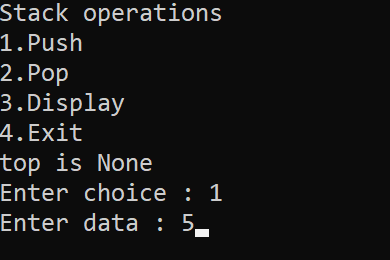 Stack operations
1.Push
2.Pop
3.Display
4.Exit
top is None
Enter choice : 1
Enter data : 5